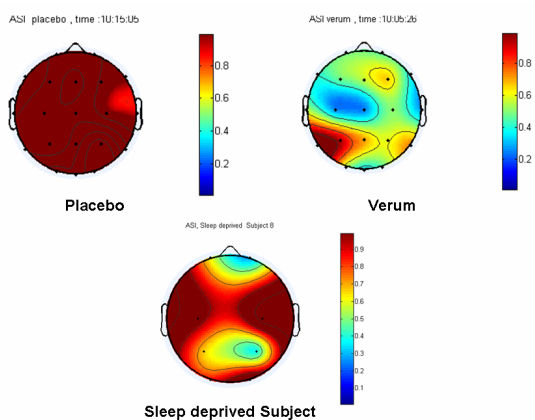 ASI placebo , time :10:15:05
ASI verum , time :10:05:26
0.8
0.6
0.4
0.2
0.8
0.6
0.4
0.2
Placebo
Verum
ASI, Sleep deprived Subject 8
0.9
0.8
0.7
0.6
0.5
0.4
0.3
0.2
0.1
Sleep deprived Subject